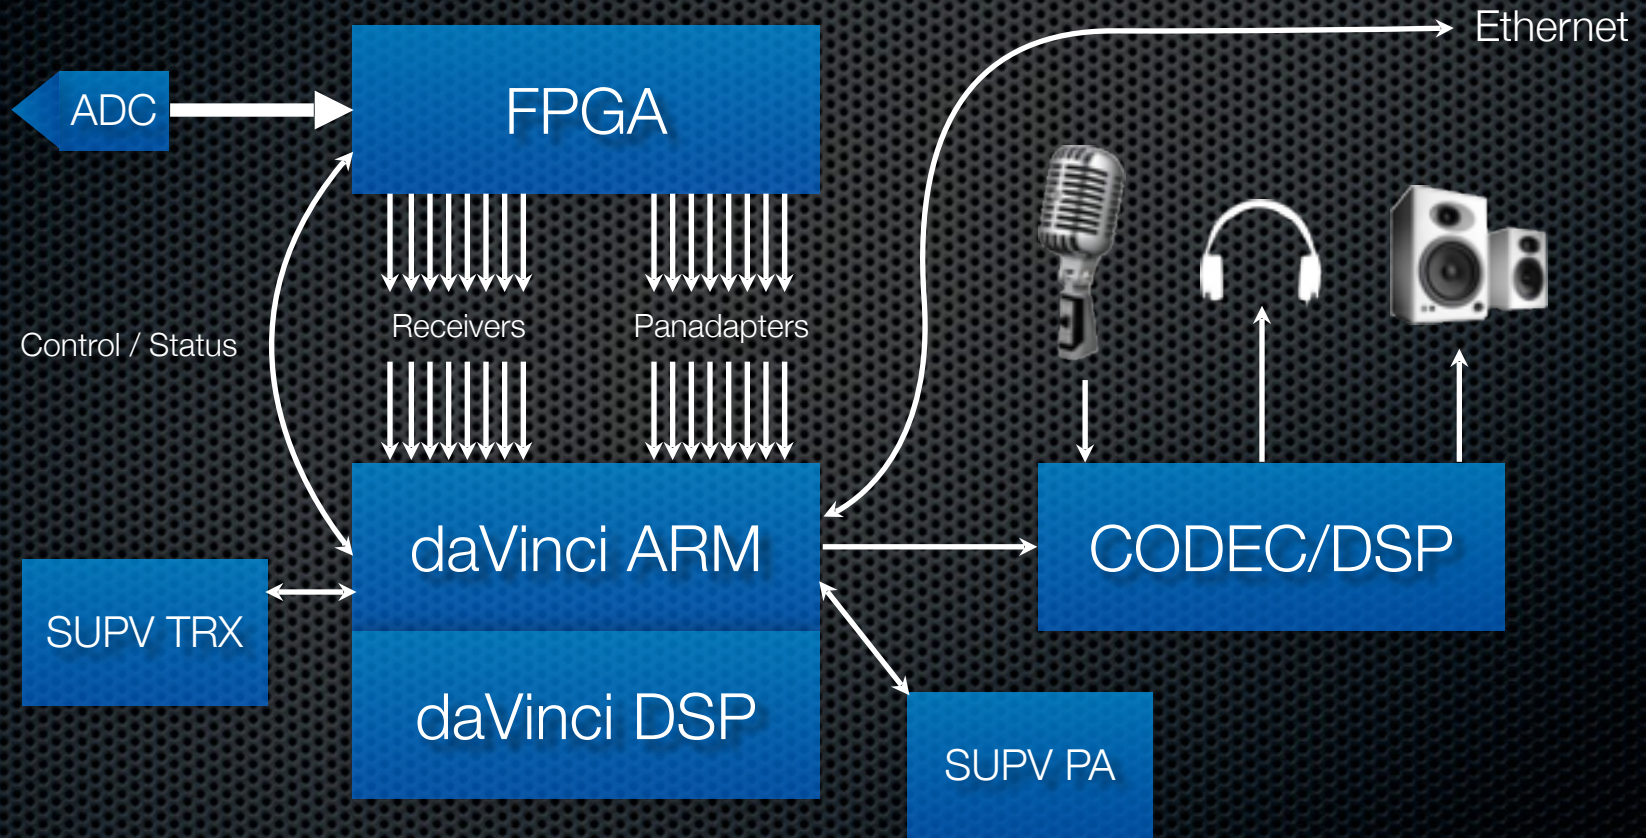 Ethernet
ADC
FPGA
Receivers
Panadapters
Control / Status
daVinci ARM
CODEC/DSP
SUPV TRX
daVinci DSP
SUPV PA